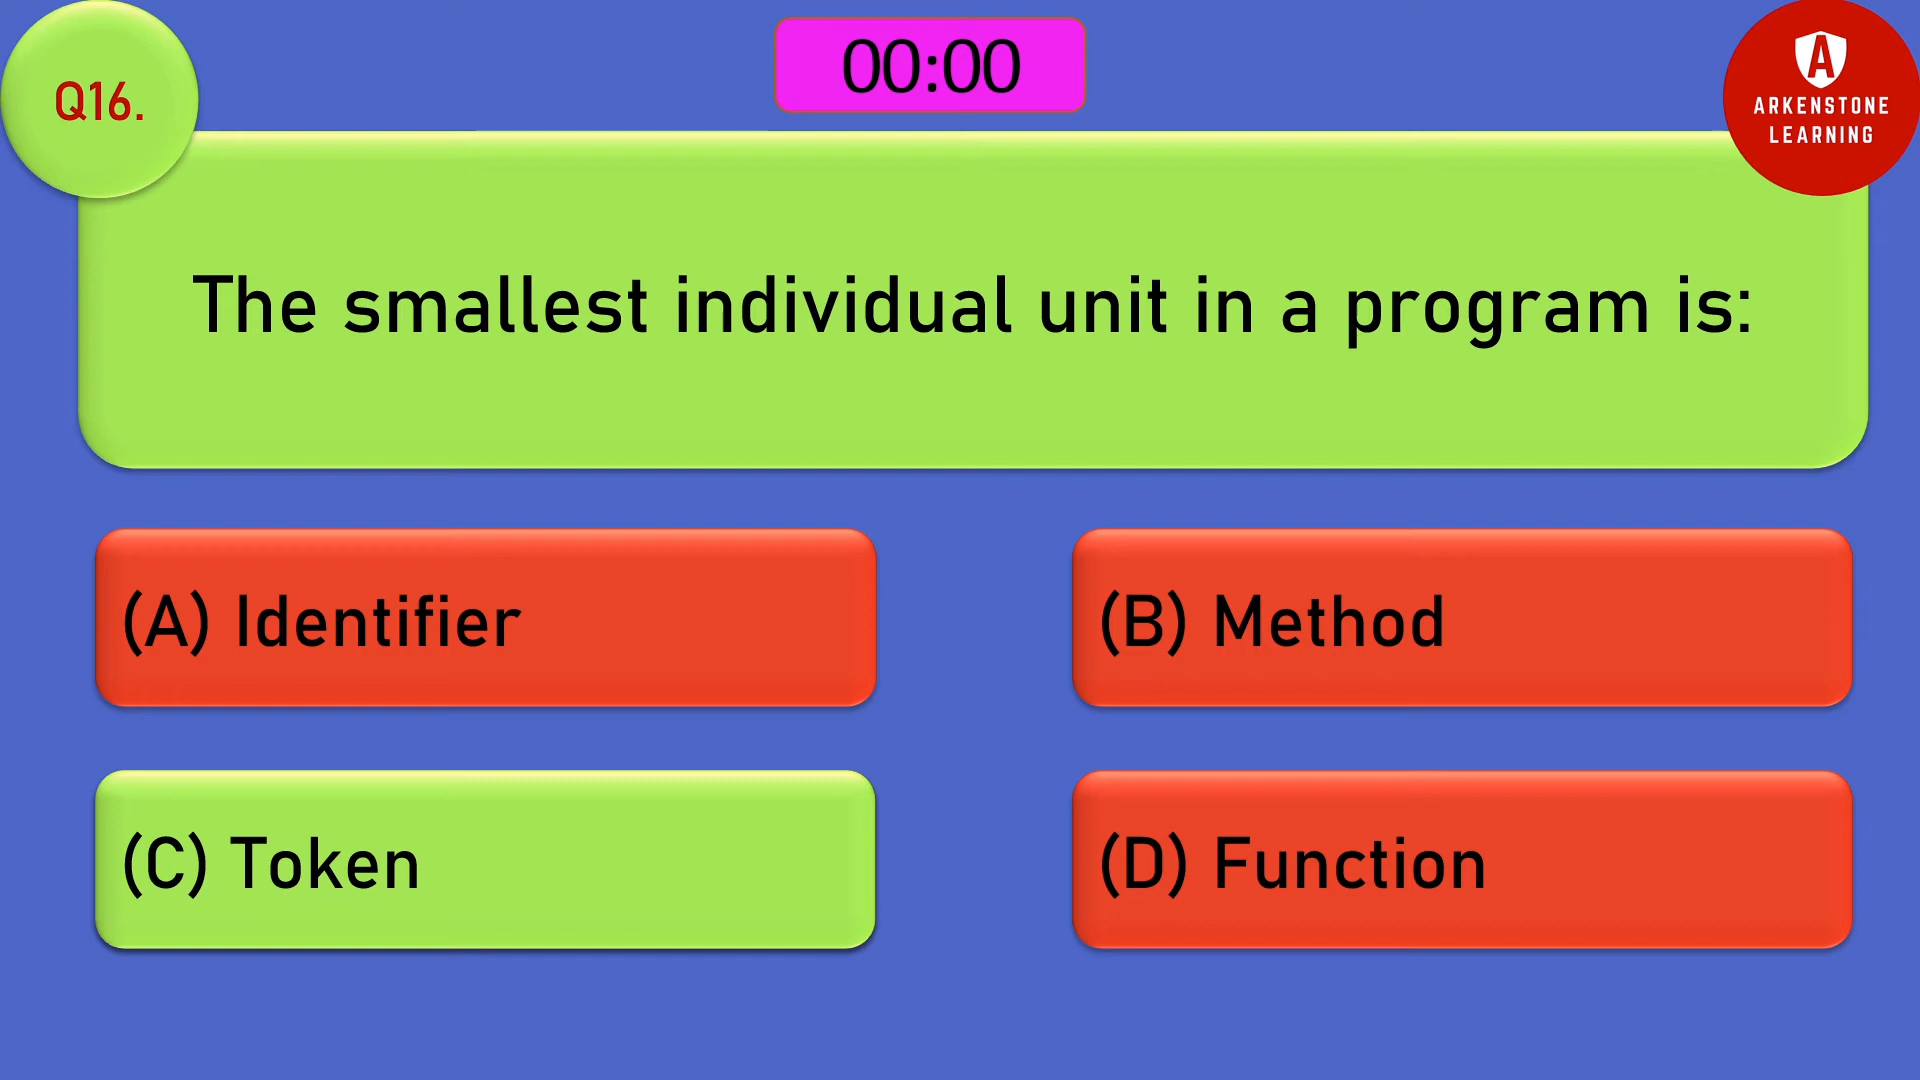 Q16.
00:00
A
ARKENSTONE
LEARNING
The smallest individual unit in a program is:
(A) Identifier
(B) Method
(C) Token
(D) Function